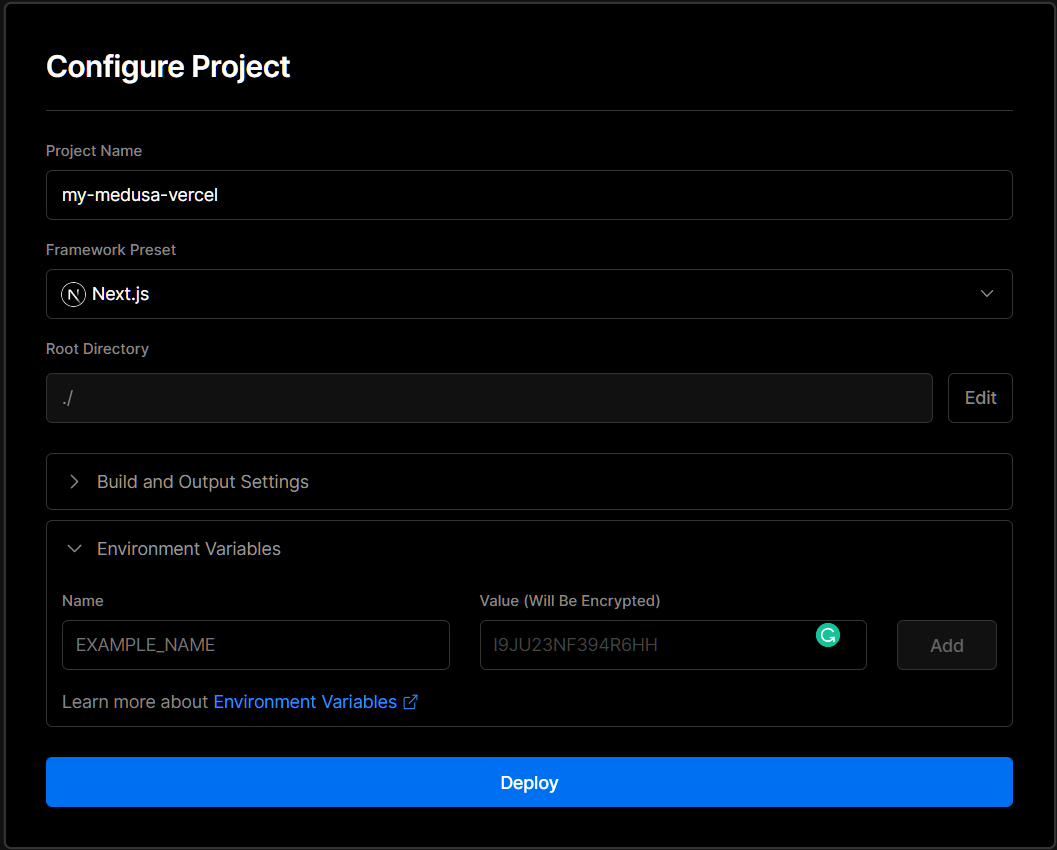 Configure Project
Project Name
my-medusa-vercel
Framework Preset
Next.js
Root Directory
./
Edit
Build and Output Settings
Environment Variables
Name
Value (Will Be Encrypted)
EXAMPLE_NAME
I9JU23NF394R6HH
Add
Learn more about Environment Variables
Deploy